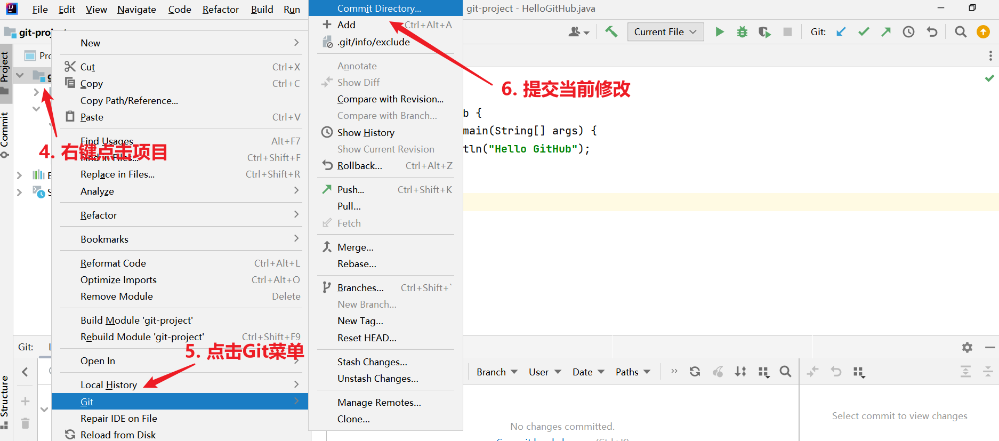 File Edit View Navigate Code Refactor Build Run
git-project - HelloGitHub.java
Current File
Git:
Project
Commit
Structure
New
Cut Ctrl+X
Copy Ctrl+C
Copy Path/Reference...
Paste Ctrl+V
Find Usages Alt+F7
4. 右键点击项目
Find in Files... Ctrl+Shift+F
Replace in Files... Ctrl+Shift+R
Analyze
Refactor
Bookmarks
Reformat Code Ctrl+Alt+L
Optimize Imports Ctrl+Alt+O
Remove Module Delete
Build Module 'git-project'
Rebuild Module 'git-project' Ctrl+Shift+F9
5. 点击Git菜单
Open In
Local History
Git
Repair IDE on File
Reload from Disk
Commit Directory...
Add Ctrl+Alt+A
.git/info/exclude
Annotate
Show Diff
Compare with Revision...
Compare with Branch...
Show History
Show Current Revision
Rollback... Ctrl+Alt+Z
Push... Ctrl+Shift+K
Pull...
Fetch
Merge...
Rebase...
Branches... Ctrl+Shift+`
New Branch...
New Tag...
Reset HEAD...
Stash Changes...
Unstash Changes...
Manage Remotes...
Clone...
6. 提交当前修改
b {
main(String[] args) {
tln("Hello GitHub");
Git:
Branch User Date Paths
No changes committed.
Select commit to view changes